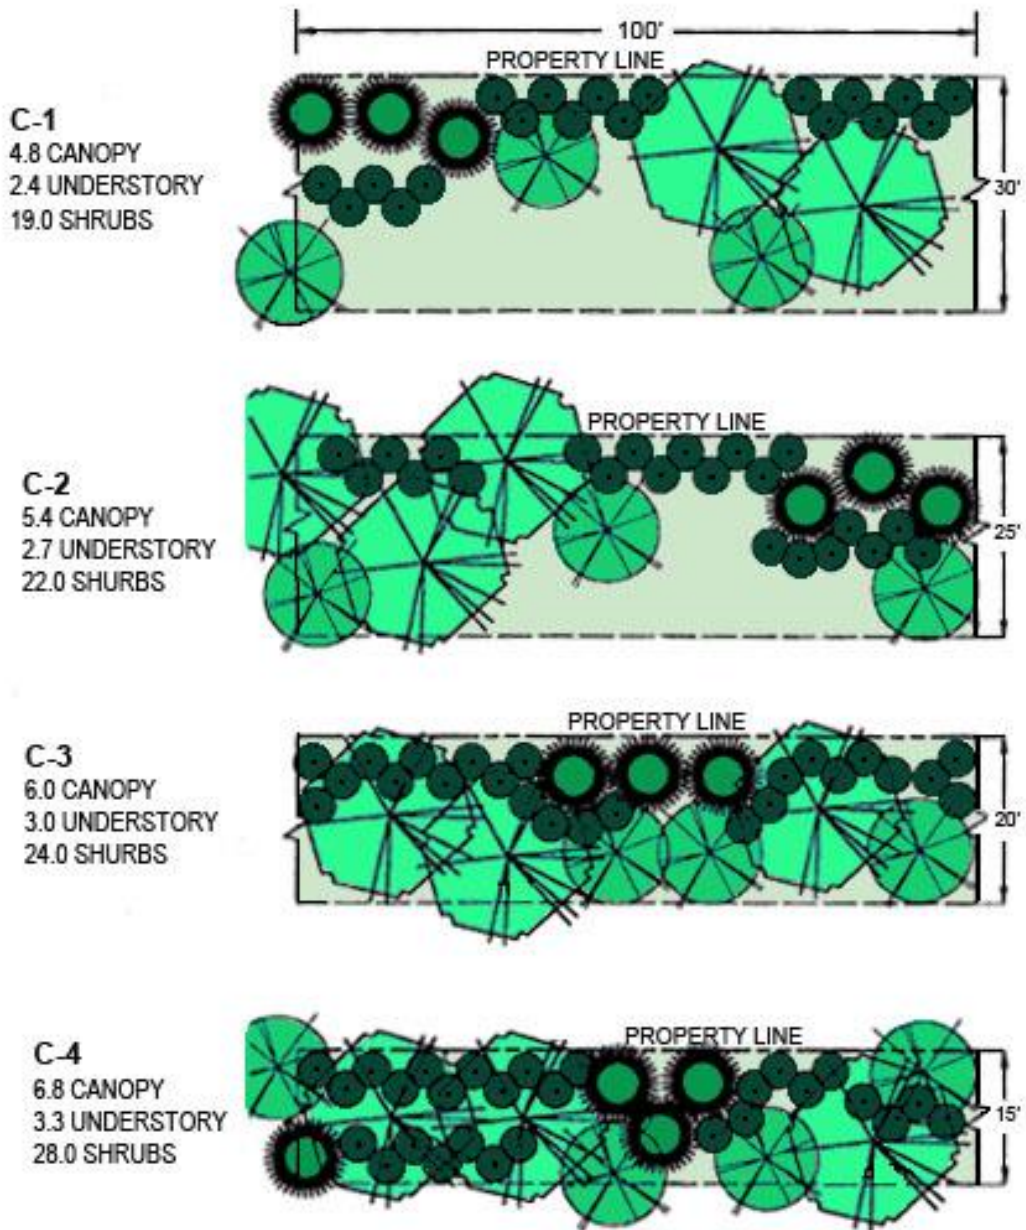 100'
PROPERTY LINE
C-1
4.8 CANOPY
2.4 UNDERSTORY
19.0 SHRUBS
30'
PROPERTY LINE
C-2
5.4 CANOPY
2.7 UNDERSTORY
22.0 SHURBS
25'
PROPERTY LINE
C-3
6.0 CANOPY
3.0 UNDERSTORY
24.0 SHURBS
20'
PROPERTY LINE
C-4
6.8 CANOPY
3.3 UNDERSTORY
28.0 SHRUBS
15'